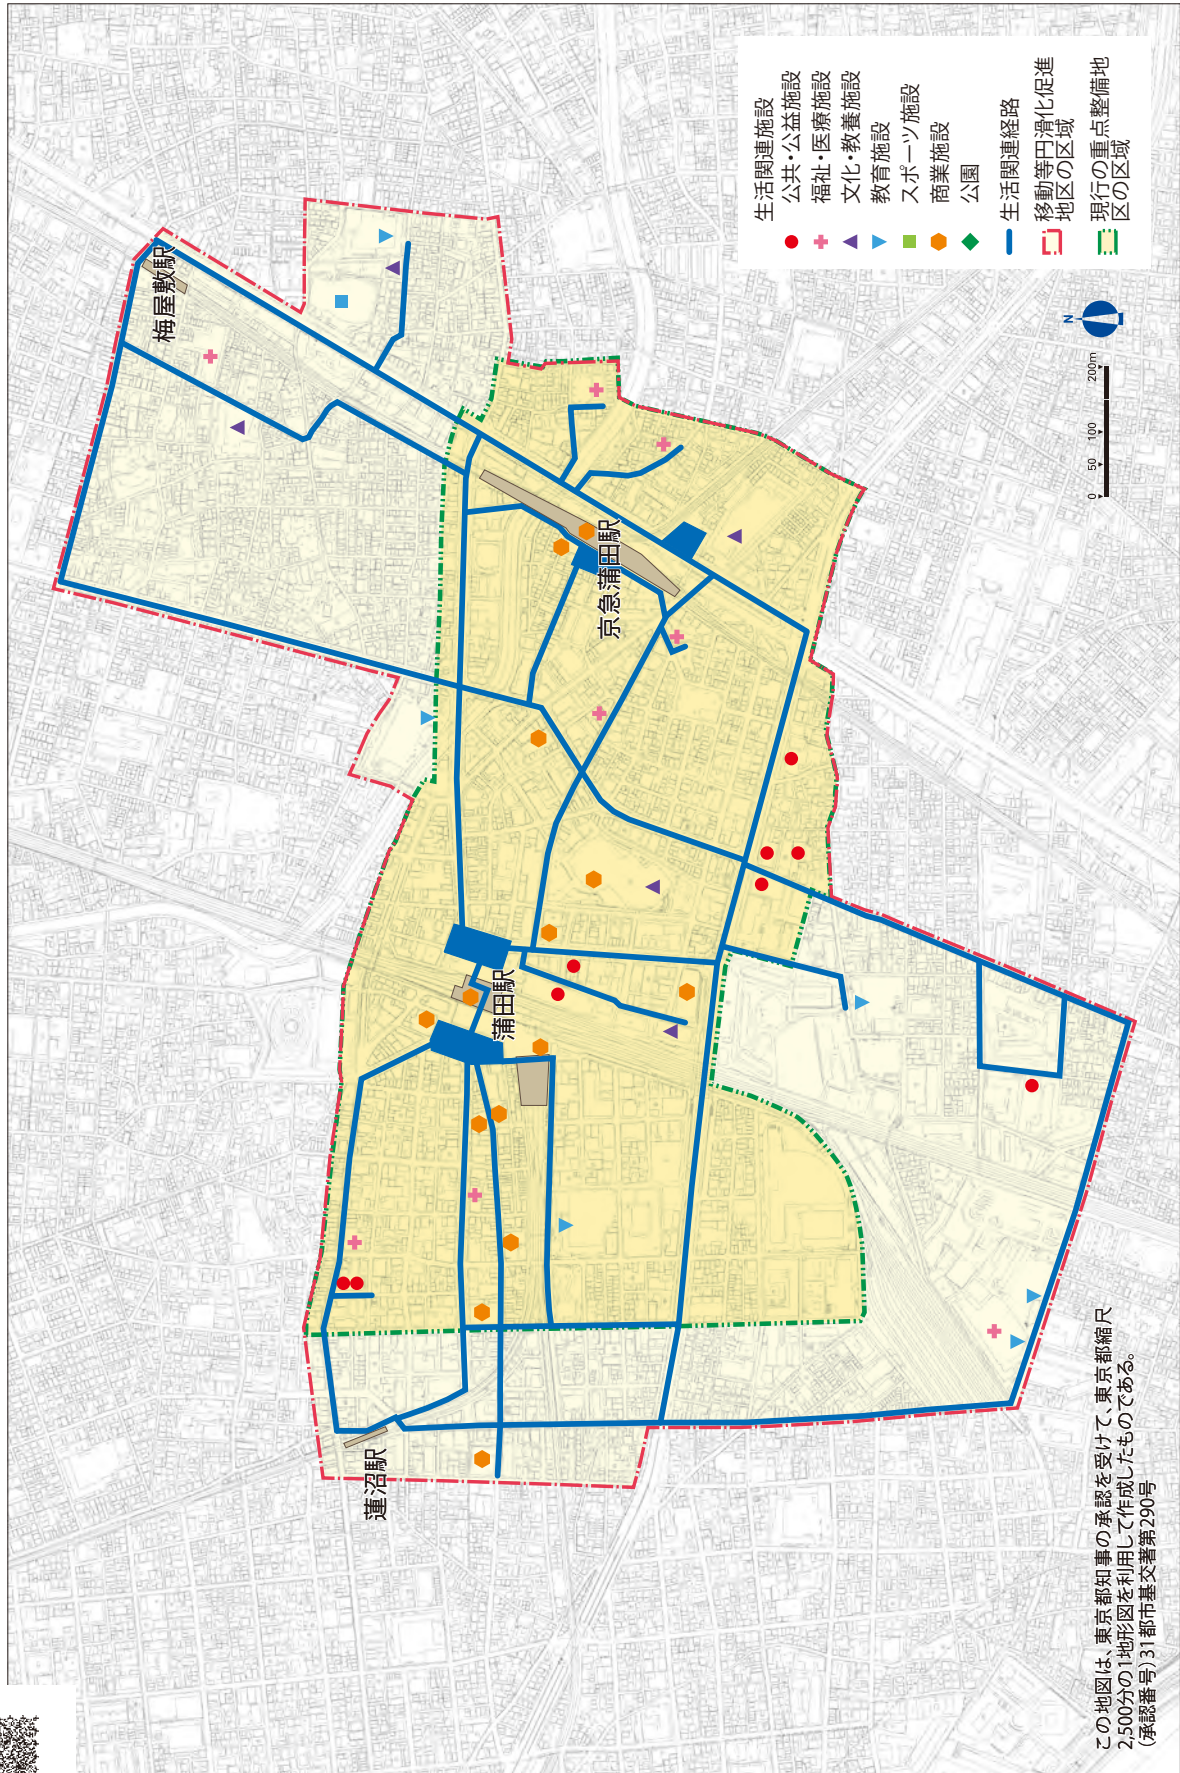 梅屋敷駅
京急蒲田駅
蒲田駅
蓮沼駅
生活関連施設
公共・公益施設
福祉・医療施設
文化・教養施設
教育施設
スポーツ施設
商業施設
公園
生活関連経路
移動等円滑化促進
地区の区域
現行の重点整備地
区の区域
N
0 50 100 200m
この地図は、東京都知事の承認を受けて、東京都縮尺
2,500分の1地形図を利用して作成したものである。
(承認番号)31都市基交著第290号